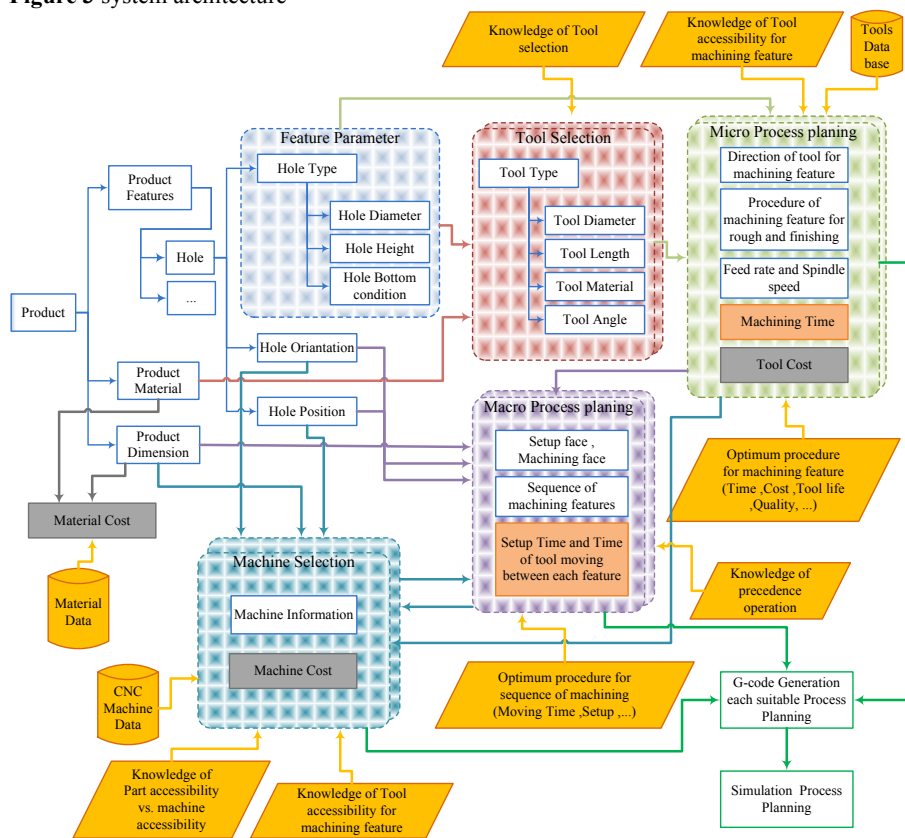 Figure 3 system architecture
Knowledge of Tool
selection
Knowledge of Tool
accessibility for
machining feature
Tools
Data
base
Feature Parameter
Hole Type
Hole Diameter
Hole Height
Hole Bottom
condition
Tool Selection
Tool Type
Tool Diameter
Tool Length
Tool Material
Tool Angle
Micro Process planing
Direction of tool for
machining feature
Procedure of
machining feature for
rough and finishing
Feed rate and Spindle
speed
Machining Time
Tool Cost
Product
Features
Hole
...
Product
Hole Oriantation
Product
Material
Hole Position
Product
Dimension
Macro Process planing
Setup face ,
Machining face
Sequence of
machining features
Setup Time and Time
of tool moving
between each feature
Optimum procedure
for machining feature
(Time ,Cost ,Tool life
,Quality, ...)
Material Cost
Material
Data
Machine Selection
Machine Information
Machine Cost
Knowledge of
precedence
operation
CNC
Machine
Data
Optimum procedure for
sequence of machining
(Moving Time ,Setup ,...)
G-code Generation
each suitable Process
Planning
Knowledge of
Part accessibility
vs. machine
accessibility
Knowledge of Tool
accessibility for
machining feature
Simulation Process
Planning